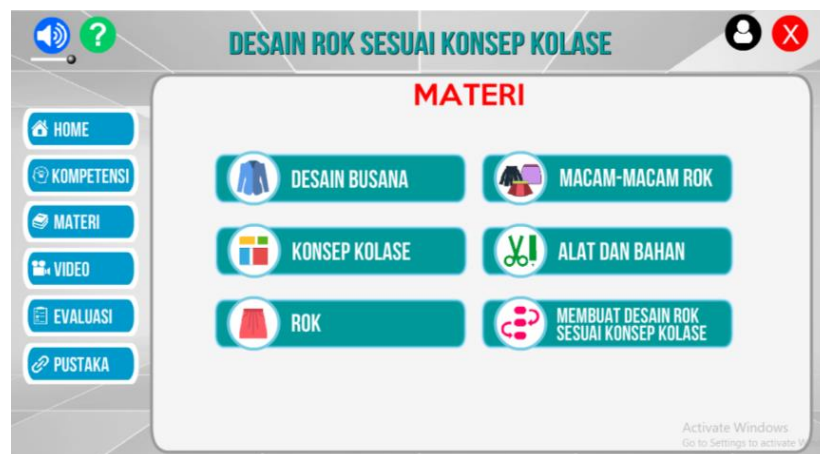 DESAIN ROK SESUAI KONSEP KOLASE
MATERI
HOME
KOMPETENSI
MATERI
VIDEO
EVALUASI
PUSTAKA
DESAIN BUSANA
MACAM-MACAM ROK
KONSEP KOLASE
ALAT DAN BAHAN
ROK
MEMBUAT DESAIN ROK
SESUAI KONSEP KOLASE
Activate Windows
Go to Settings to activate W